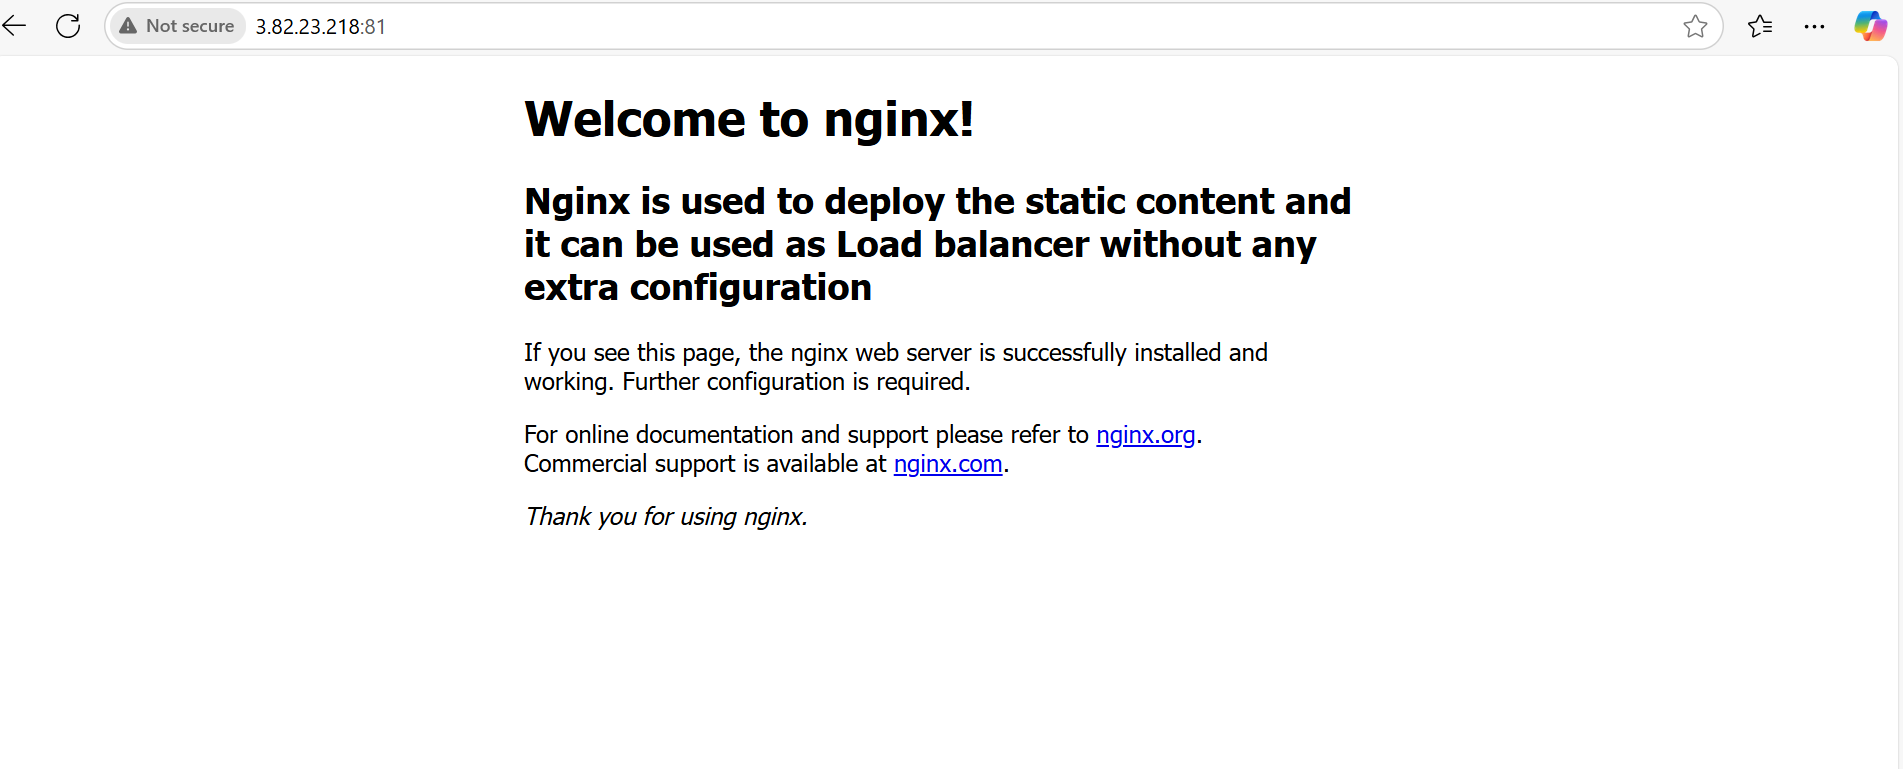 Not secure 3.82.23.218:81
Welcome to nginx!
Nginx is used to deploy the static content and
it can be used as Load balancer without any
extra configuration
If you see this page, the nginx web server is successfully installed and
working. Further configuration is required.
For online documentation and support please refer to nginx.org.
Commercial support is available at nginx.com.
Thank you for using nginx.